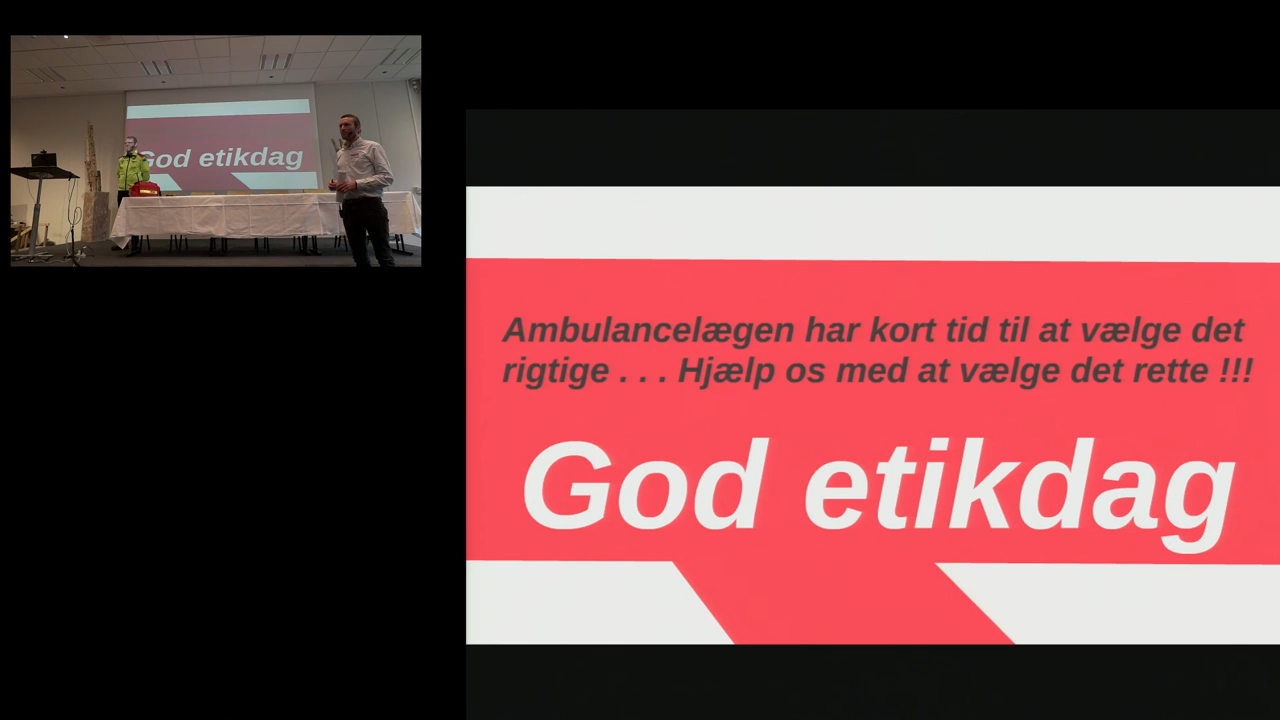 God etikdag
Ambulancelægen har kort tid til at vælge det
rigtige . . . Hjælp os med at vælge det rette !!!
God etikdag